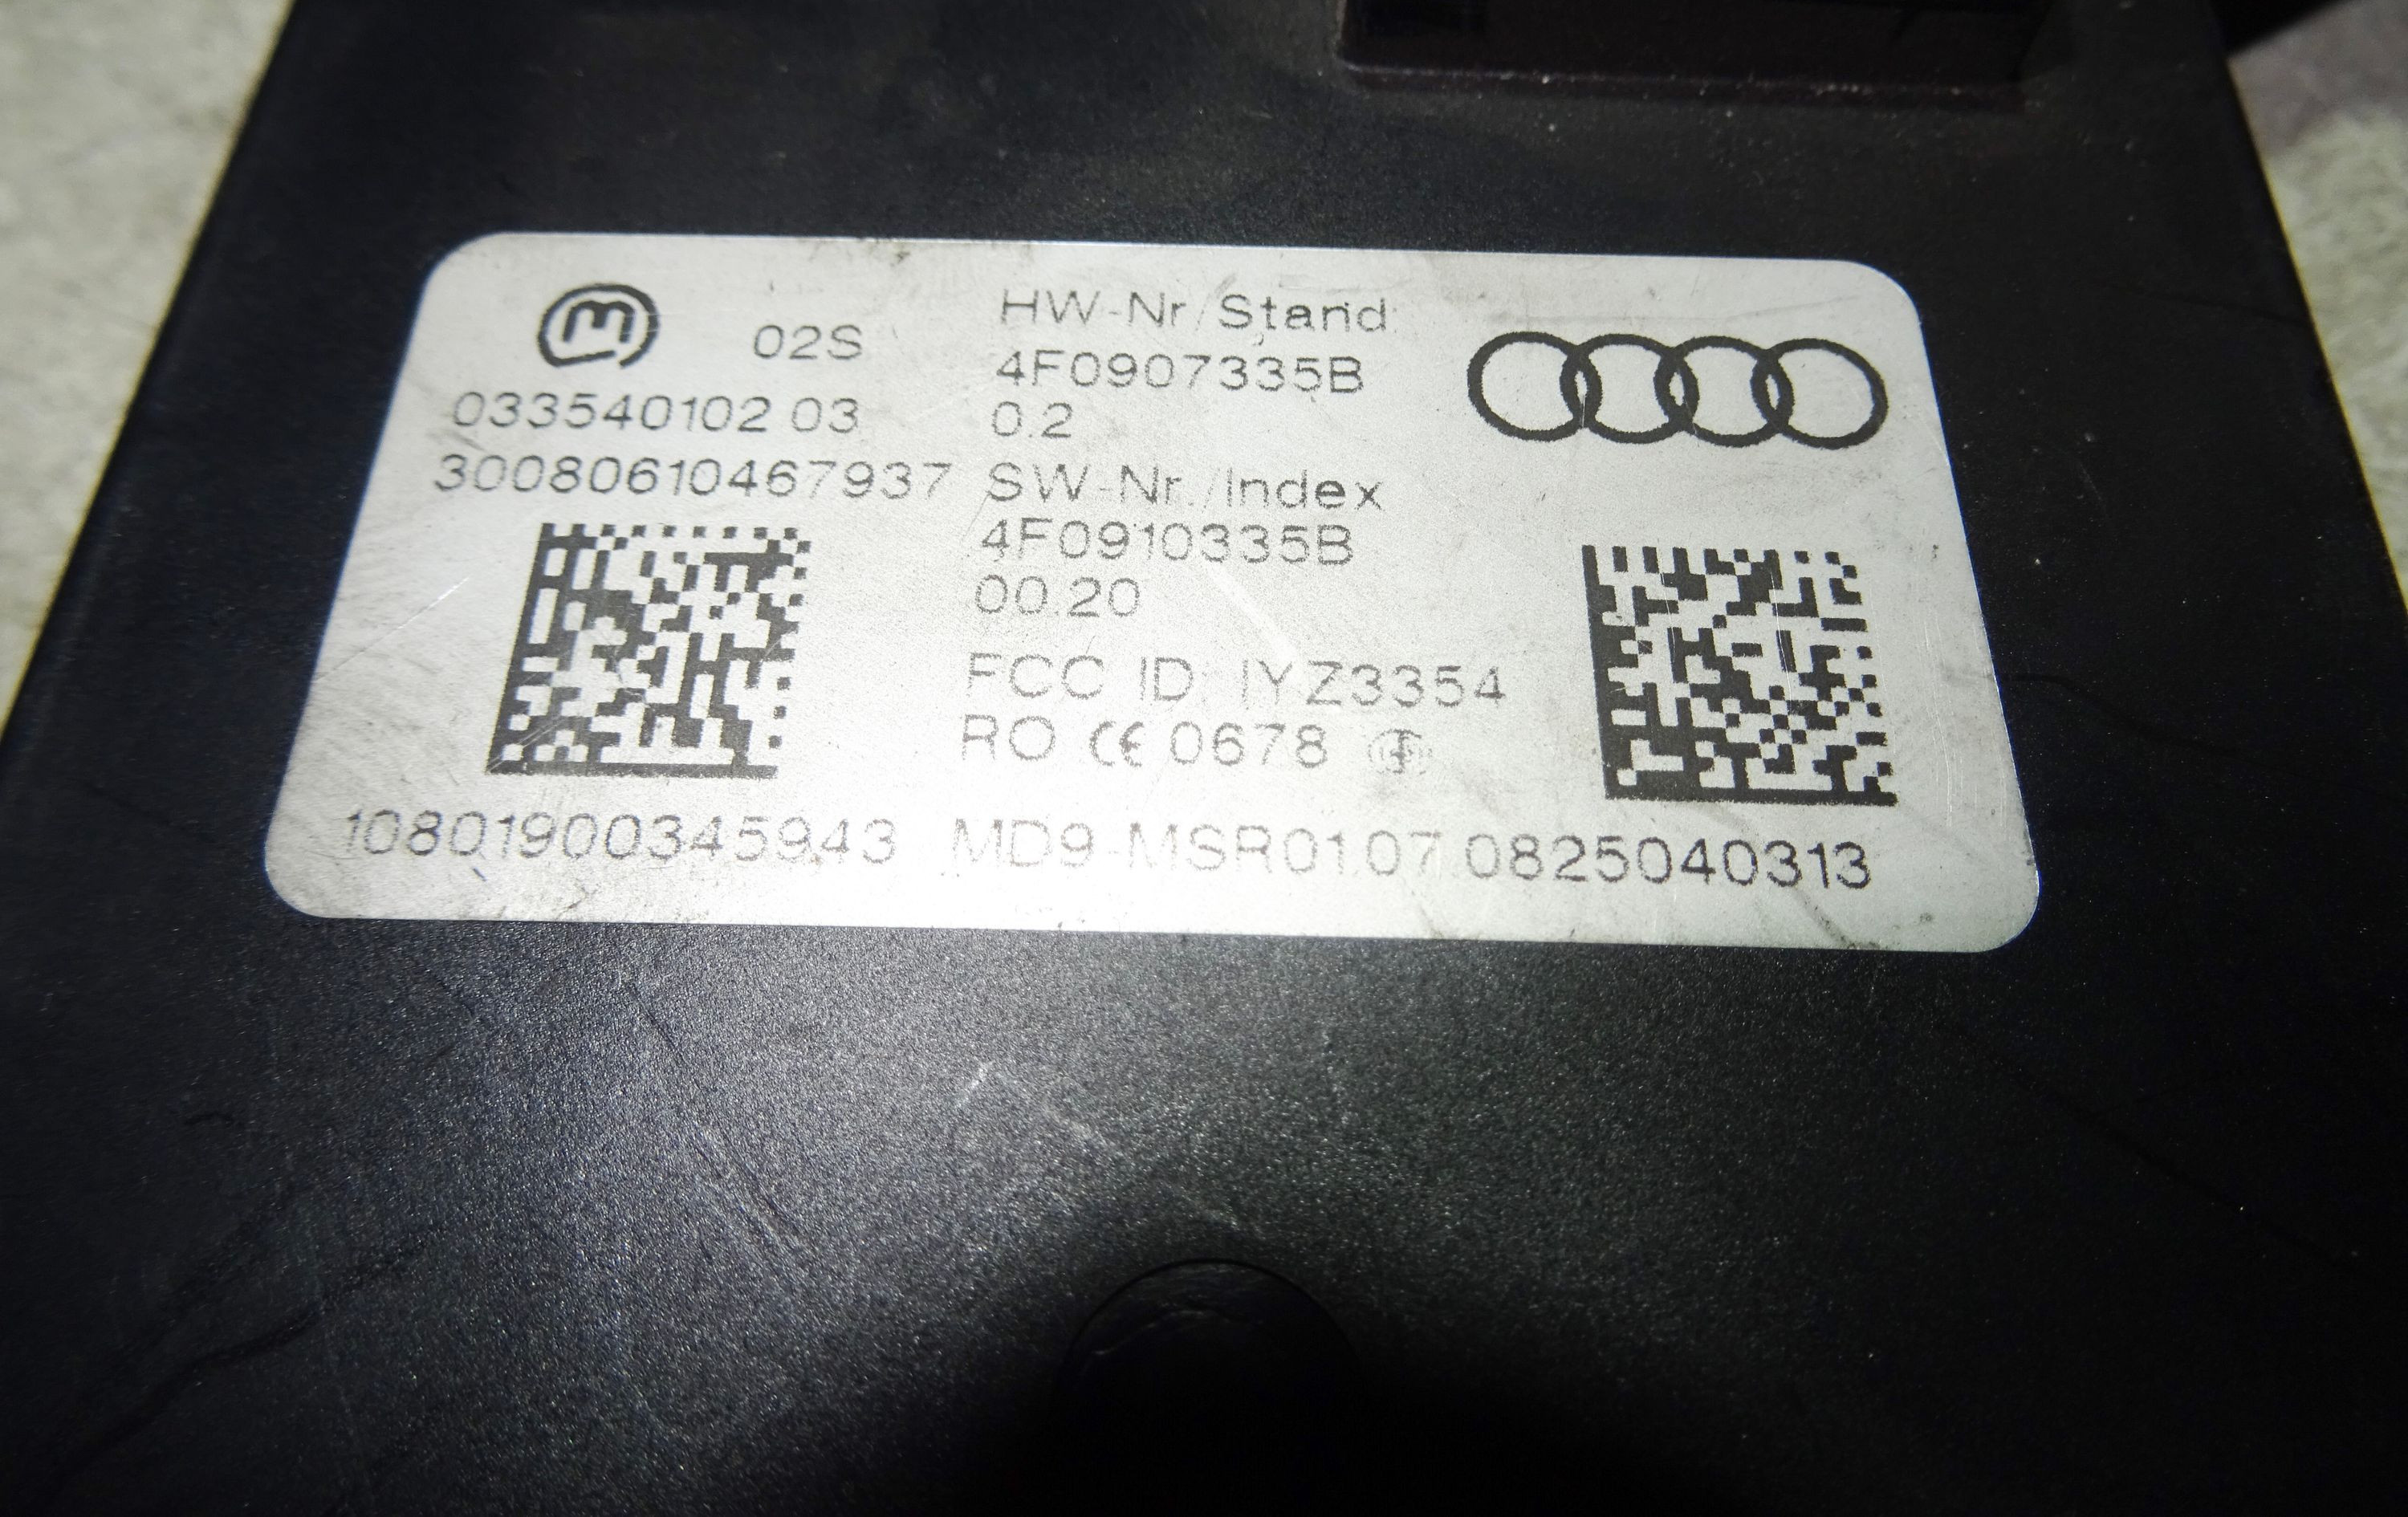 02S
033540102 03
30080610467937
HW-Nr/Stand:
4F0907335B
0.2
SW-Nr./Index
4F0910335B
00.20
FCC ID: IYZ3354
RO CE 0678
10801900345943 MD9-MSR01.07.0825040313